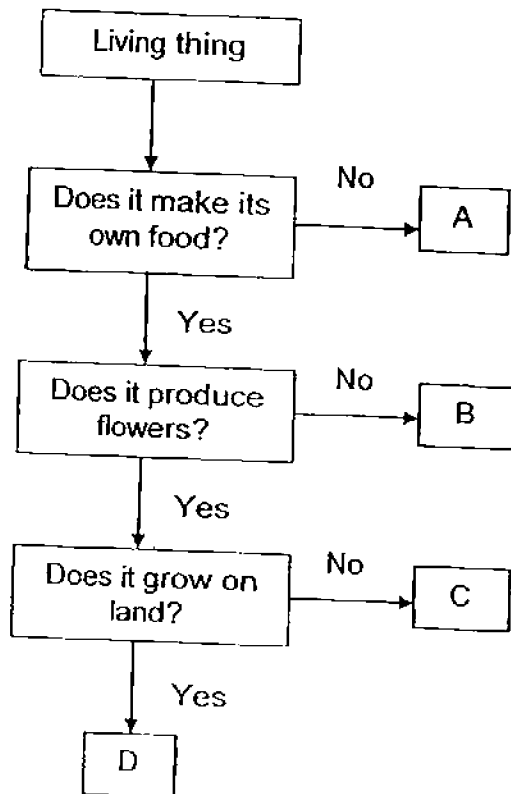 Living thing
Does it make its
own food?
No
A
Yes
Does it produce
flowers?
No
B
Yes
Does it grow on
land?
No
C
Yes
D